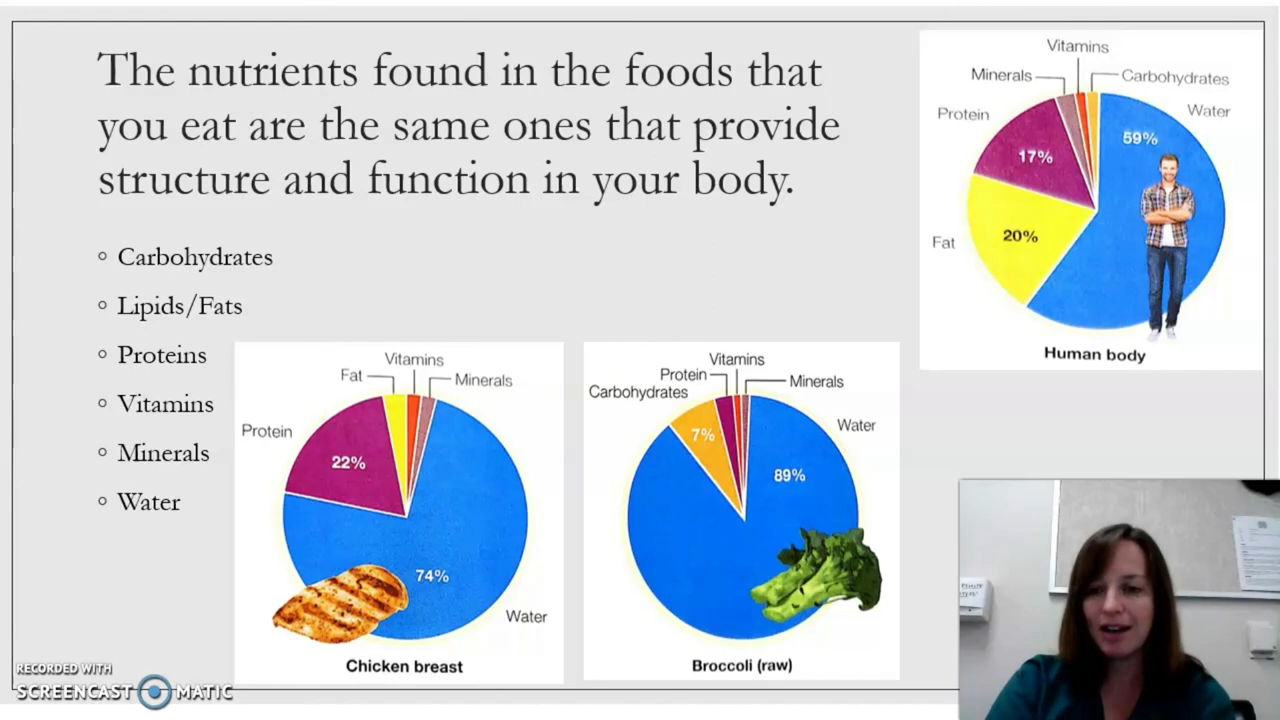 The nutrients found in the foods that
you eat are the same ones that provide
structure and function in your body.
Carbohydrates
Lipids/Fats
Proteins
Vitamins
Minerals
Water
Vitamins
Minerals
Carbohydrates
Protein
Water
59%
17%
Fat
20%
Human body
Vitamins
Fat
Minerals
Protein
22%
74%
Water
Chicken breast
Vitamins
Protein
Minerals
Carbohydrates
Water
7%
89%
Broccoli (raw)
RECORDED WITH
SCREENCAST MATIC